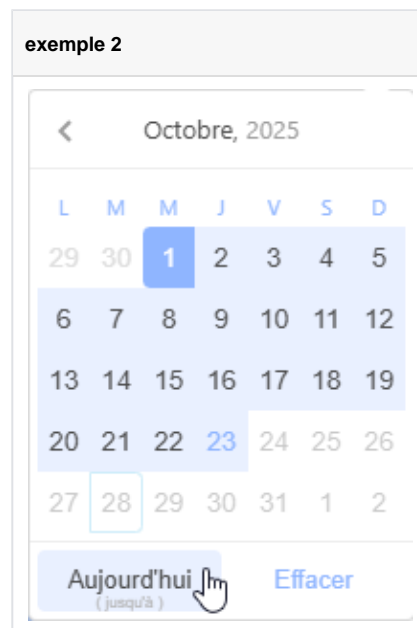 exemple 2
< Octobre, 2025
L M M J V S D
29 30 1 2 3 4 5
6 7 8 9 10 11 12
13 14 15 16 17 18 19
20 21 22 23 24 25 26
27 28 29 30 31 1 2
Aujourd'hui Effacer
( jusqu'à )